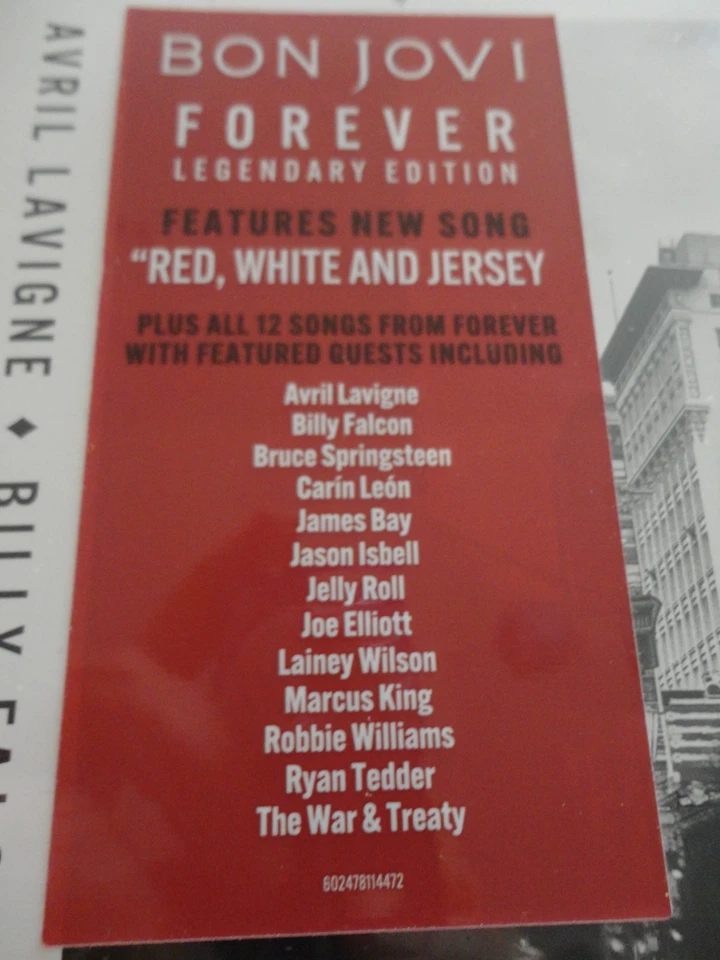 BON JOVI
FOREVER
LEGENDARY EDITION
FEATURES NEW SONG
“RED, WHITE AND JERSEY
PLUS ALL 12 SONGS FROM FOREVER
WITH FEATURED GUESTS INCLUDING
Avril Lavigne
Billy Falcon
Bruce Springsteen
Carín León
James Bay
Jason Isbell
Jelly Roll
Joe Elliott
Lainey Wilson
Marcus King
Robbie Williams
Ryan Tedder
The War & Treaty
602478114472
AVRIL LAVIGNE ◆ BILLY